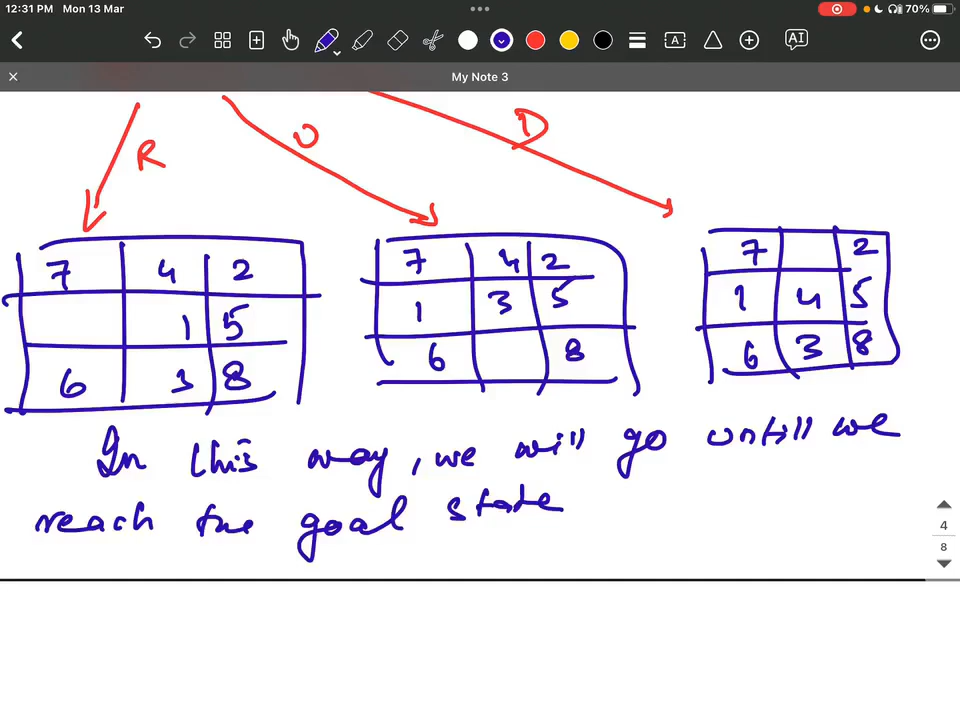 12:31 PM Mon 13 Mar
70%
A
AI
My Note 3
R
U
D
7 4 2
1 5
6 3 8
7 4 2
1 3 5
6 8
7 2
1 4 5
6 3 8
In this way, we will go untill we
reach the goal state
4
8